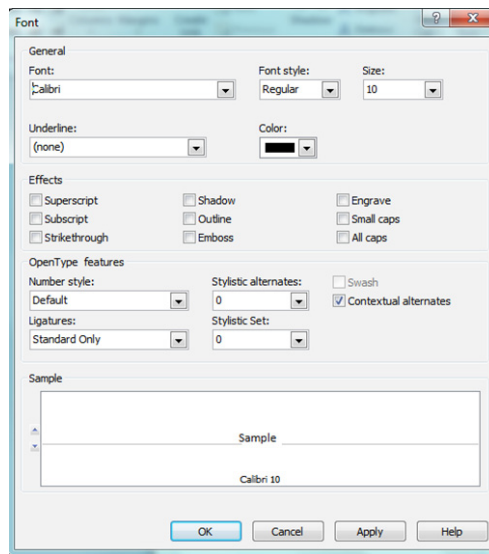 Font
General
Font: Font style: Size:
Calibri Regular 10
Underline: Color:
(none)
Effects
Superscript Shadow Engrave
Subscript Outline Small caps
Strikethrough Emboss All caps
OpenType features
Number style: Stylistic alternates: Swash
Default 0 Contextual alternates
Ligatures: Stylistic Set:
Standard Only 0
Sample
Sample
Calibri 10
OK Cancel Apply Help